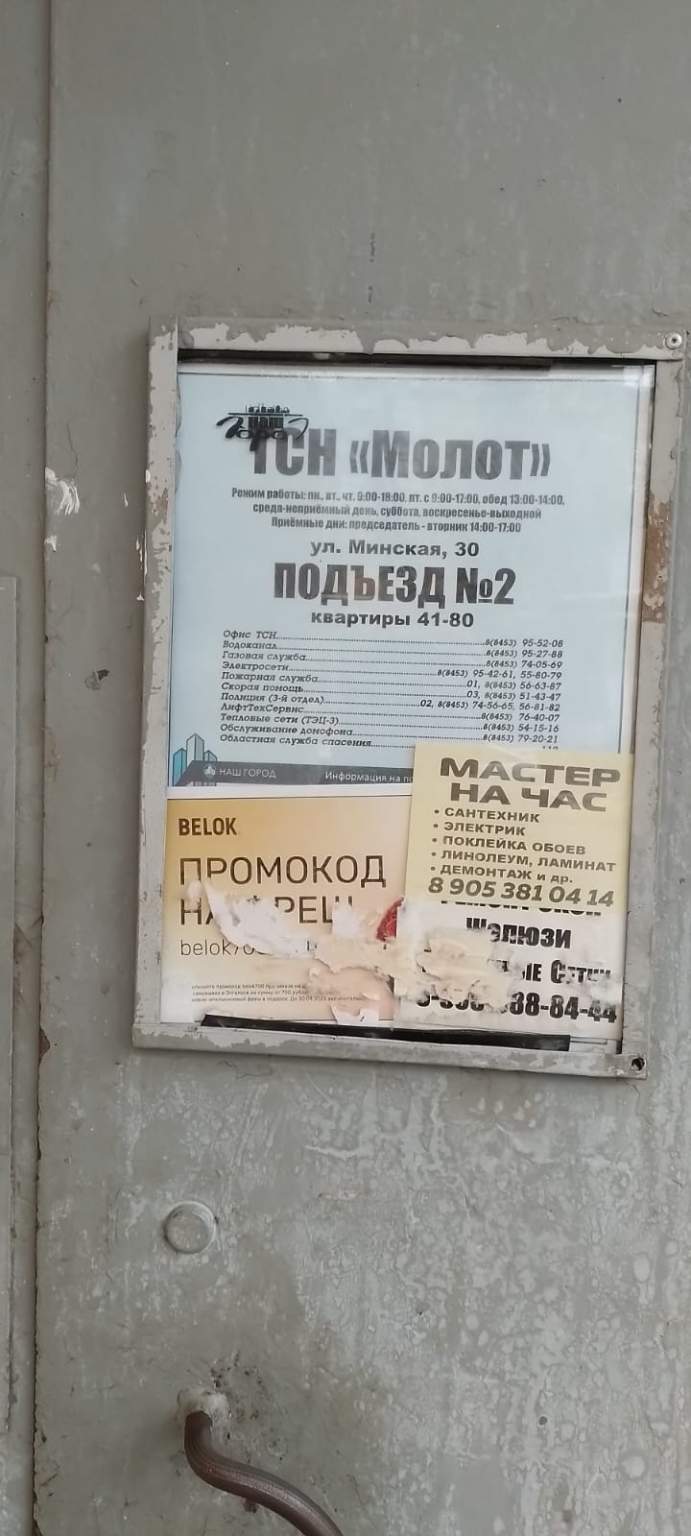 НАШ
ГОРОД
ТСН «Молот»
Режим работы: пн., вт., чт. 9:00-18:00, пт. с 9:00-17:00, обед 13:00-14:00,
среда-неприёмный день, суббота, воскресенье-выходной
Приёмные дни: председатель - вторник 14:00-17:00
ул. Минская, 30
ПОДЪЕЗД №2
квартиры 41-80
Офис ТСН 8(8453) 95-52-08
Водоканал 8(8453) 95-27-88
Газовая служба 8(8453) 74-05-69
Электросети 8(8453) 95-42-61, 55-80-79
Пожарная служба 01, 8(8453) 56-63-87
Скорая помощь 03, 8(8453) 51-43-47
Полиция (3-й отдел) 02, 8(8453) 74-56-65, 56-81-82
ЛифтТехСервис 8(8453) 76-40-07
Тепловые сети (ТЭЦ-3) 8(8453) 54-15-16
Обслуживание домофона 8(8453) 79-20-21
Областная служба спасения
НАШ ГОРОД Информация на
МАСТЕР
НА ЧАС
• САНТЕХНИК
• ЭЛЕКТРИК
• ПОКЛЕЙКА ОБОЕВ
• ЛИНОЛЕУМ, ЛАМИНАТ
• ДЕМОНТАЖ и др.
8 905 381 04 14
BELOK
ПРОМОКОД
belok70
Жалюзи
Сетки
38-84-44